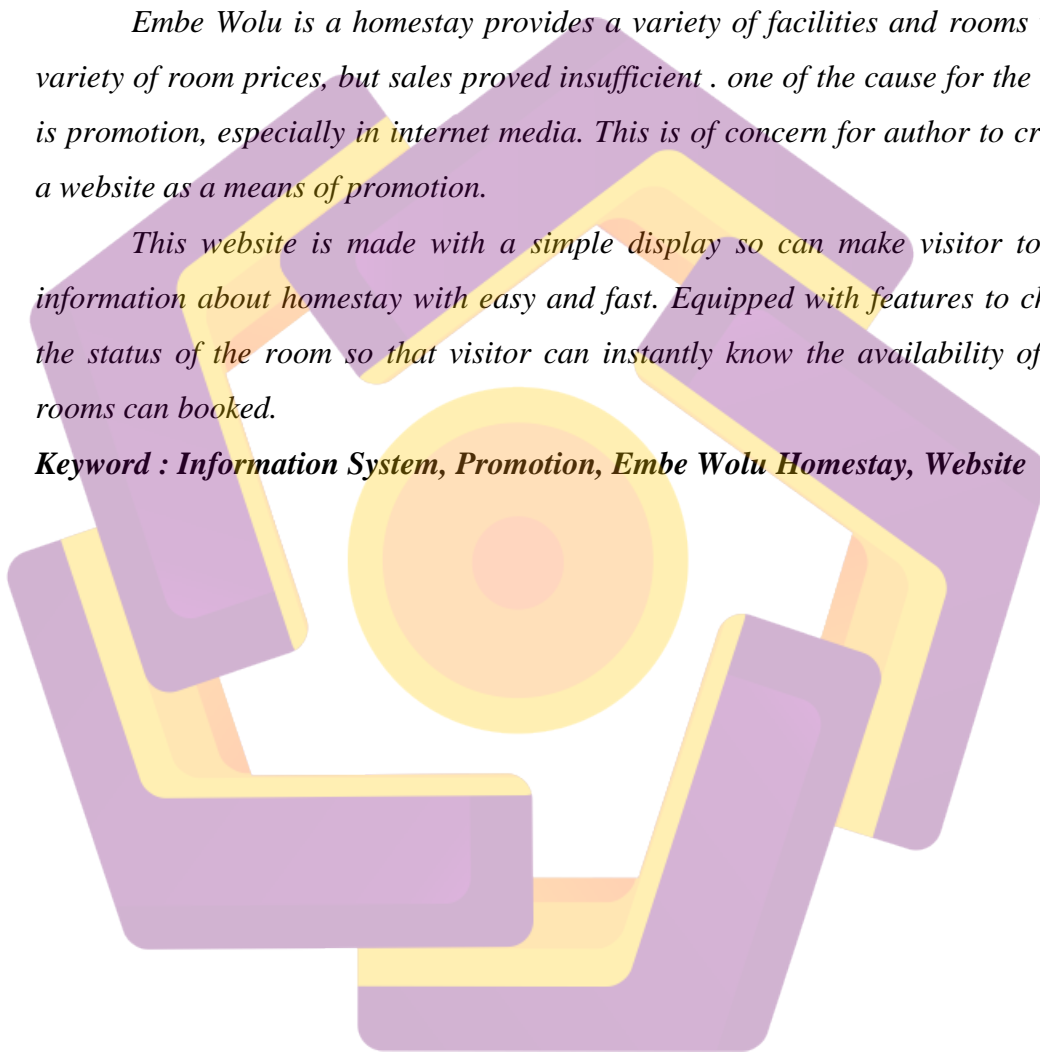 Embe Wolu is a homestay provides a variety of facilities and rooms
variety of room prices, but sales proved insufficient . one of the cause for the
is promotion, especially in internet media. This is of concern for author to
a website as a means of promotion.
This website is made with a simple display so can make visitor to
information about homestay with easy and fast. Equipped with features to
the status of the room so that visitor can instantly know the availability of
rooms can booked.
Keyword : Information System, Promotion, Embe Wolu Homestay, Website